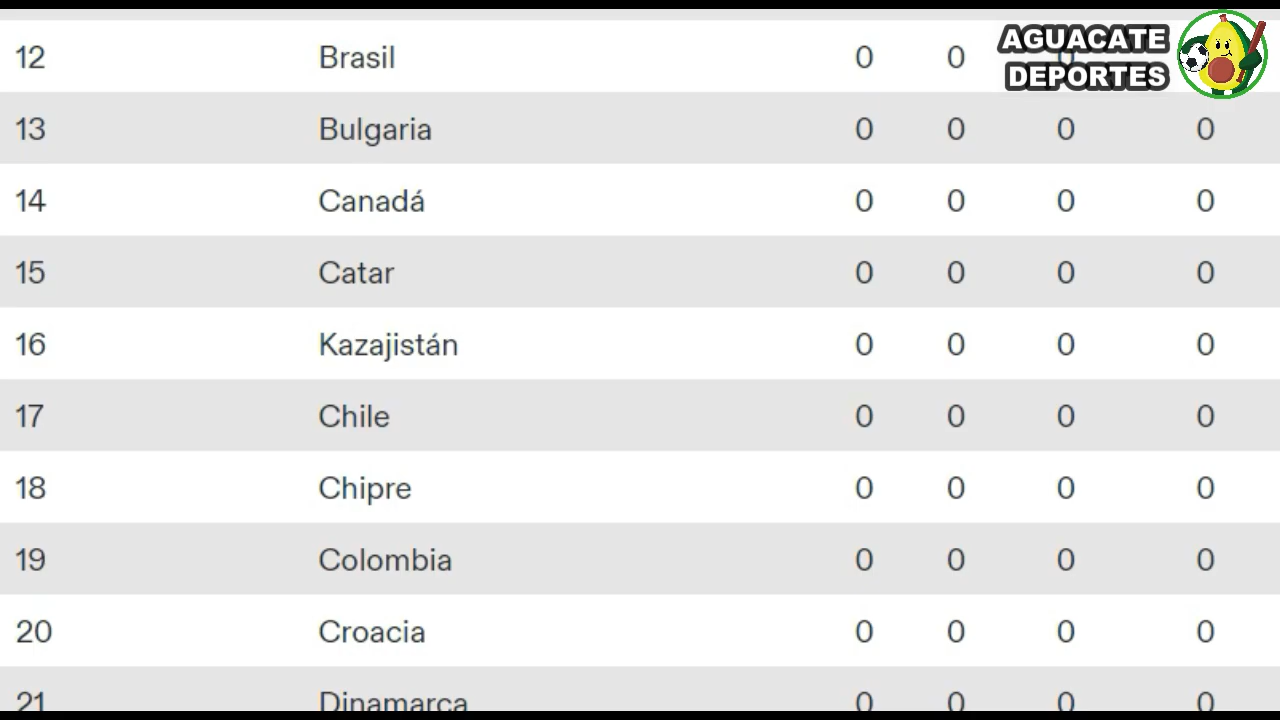 AGUACATE
DEPORTES
12 Brasil 0 0 0
13 Bulgaria 0 0 0 0
14 Canadá 0 0 0 0
15 Catar 0 0 0 0
16 Kazajistán 0 0 0 0
17 Chile 0 0 0 0
18 Chipre 0 0 0 0
19 Colombia 0 0 0 0
20 Croacia 0 0 0 0
21 Dinamarca 0 0 0 0